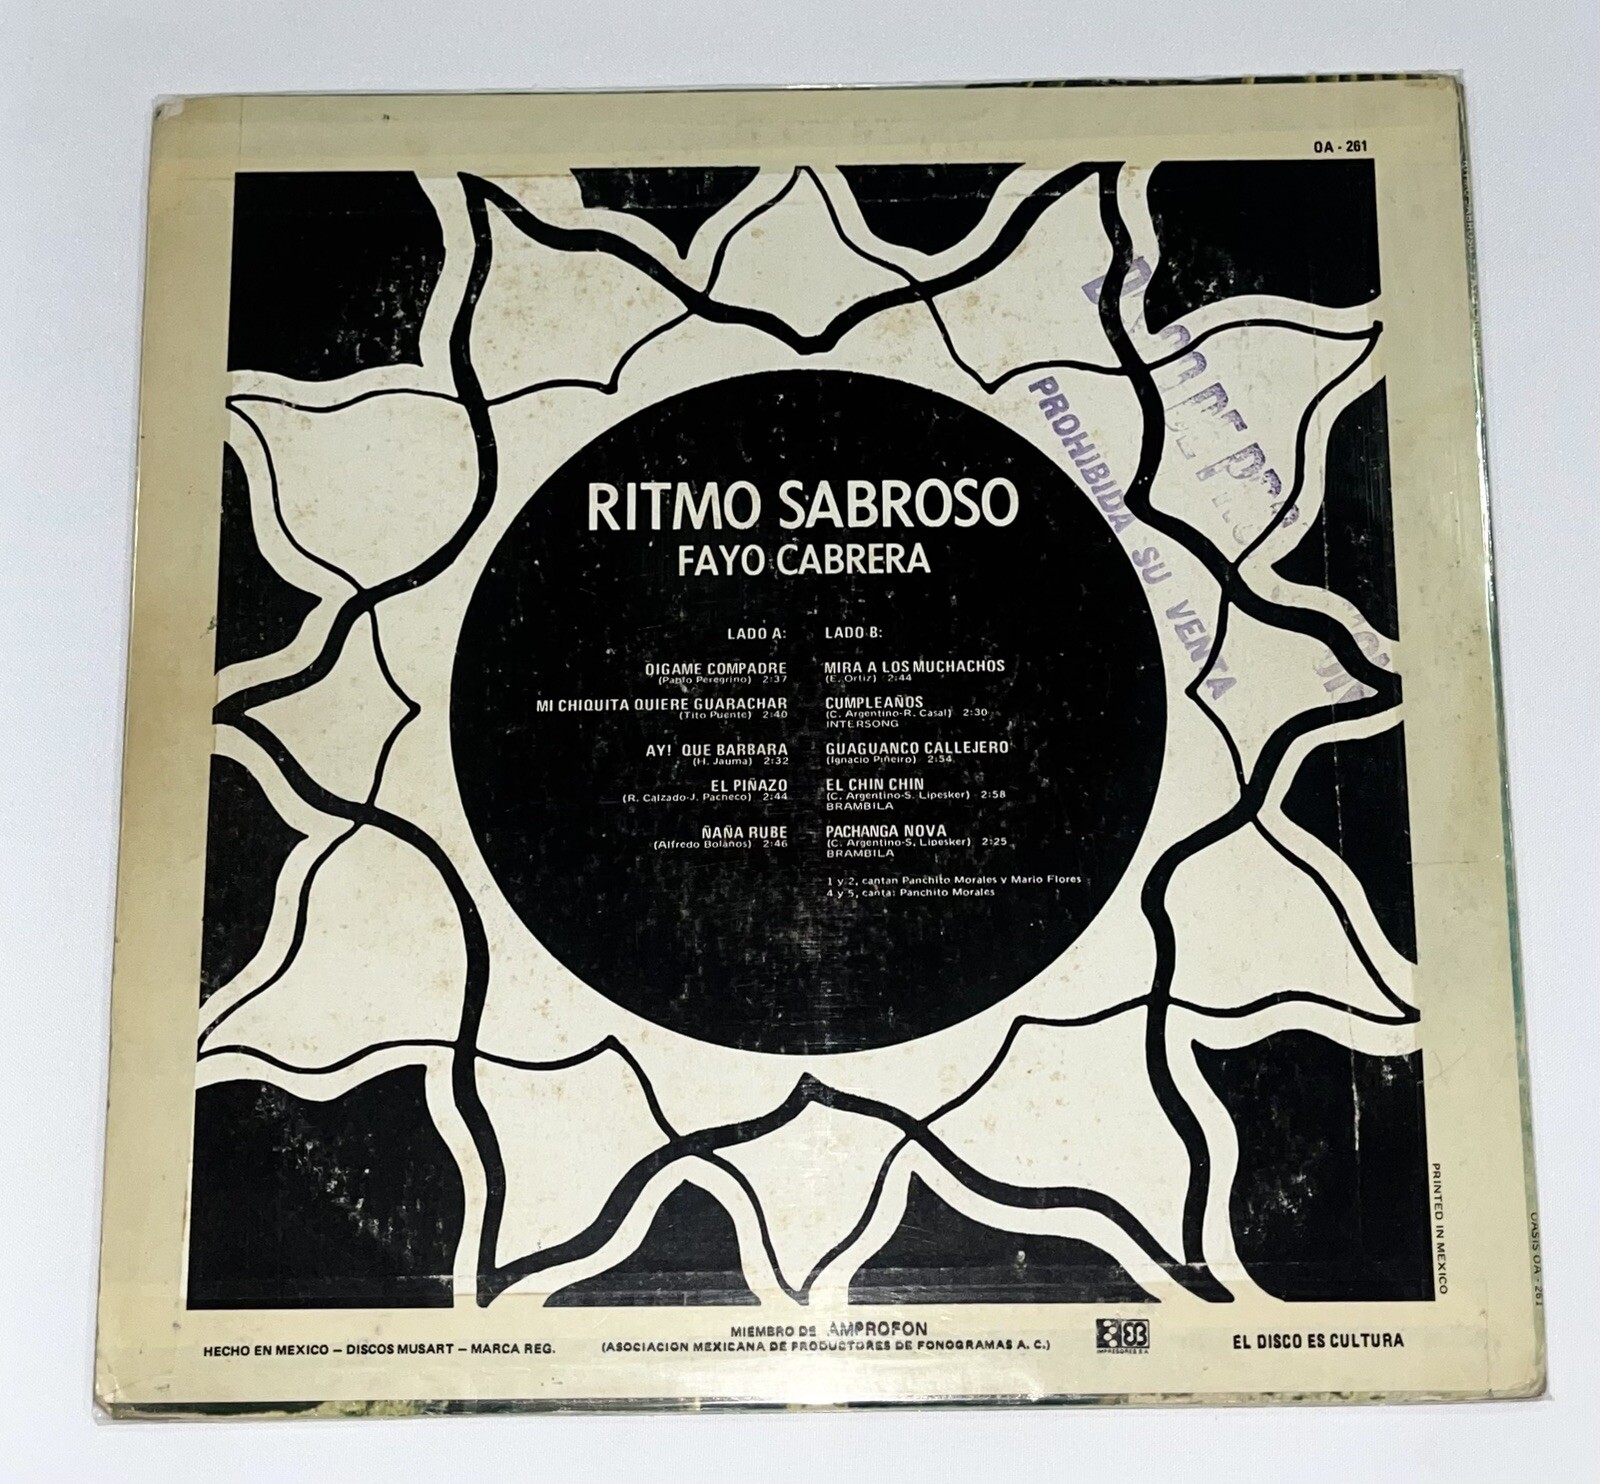 OA - 261
RITMO SABROSO
FAYO CABRERA
LADO A:
OIGAME COMPADRE
(Pablo Peregrino) 2:37
MI CHIQUITA QUIERE GUARACHAR
(Tito Puente) 2:40
AY! QUE BARBARA
(H. Jauma) 2:32
EL PIÑAZO
(R. Calzado-J. Pacheco) 2:44
ÑAÑA RUBE
(Alfredo Bolaños) 2:46
LADO B:
MIRA A LOS MUCHACHOS
(E. Ortiz) 2:44
CUMPLEAÑOS
(C. Argentino-R. Casal) 2:30
INTERSONG
GUAGUANCO CALLEJERO
(Ignacio Piñeiro) 2:54
EL CHIN CHIN
(C. Argentino-S. Lipesker) 2:58
BRAMBILA
PACHANGA NOVA
(C. Argentino-S. Lipesker) 2:25
BRAMBILA
1 y 2, cantan Panchito Morales y Mario Flores
4 y 5, canta: Panchito Morales
PROHIBIDA SU VENTA
PRINTED IN MEXICO
OASIS OA - 261
HECHO EN MEXICO – DISCOS MUSART – MARCA REG.
MIEMBRO DE AMPROFON
(ASOCIACION MEXICANA DE PRODUCTORES DE FONOGRAMAS A. C.)
IMPRESORES S.A.
EL DISCO ES CULTURA